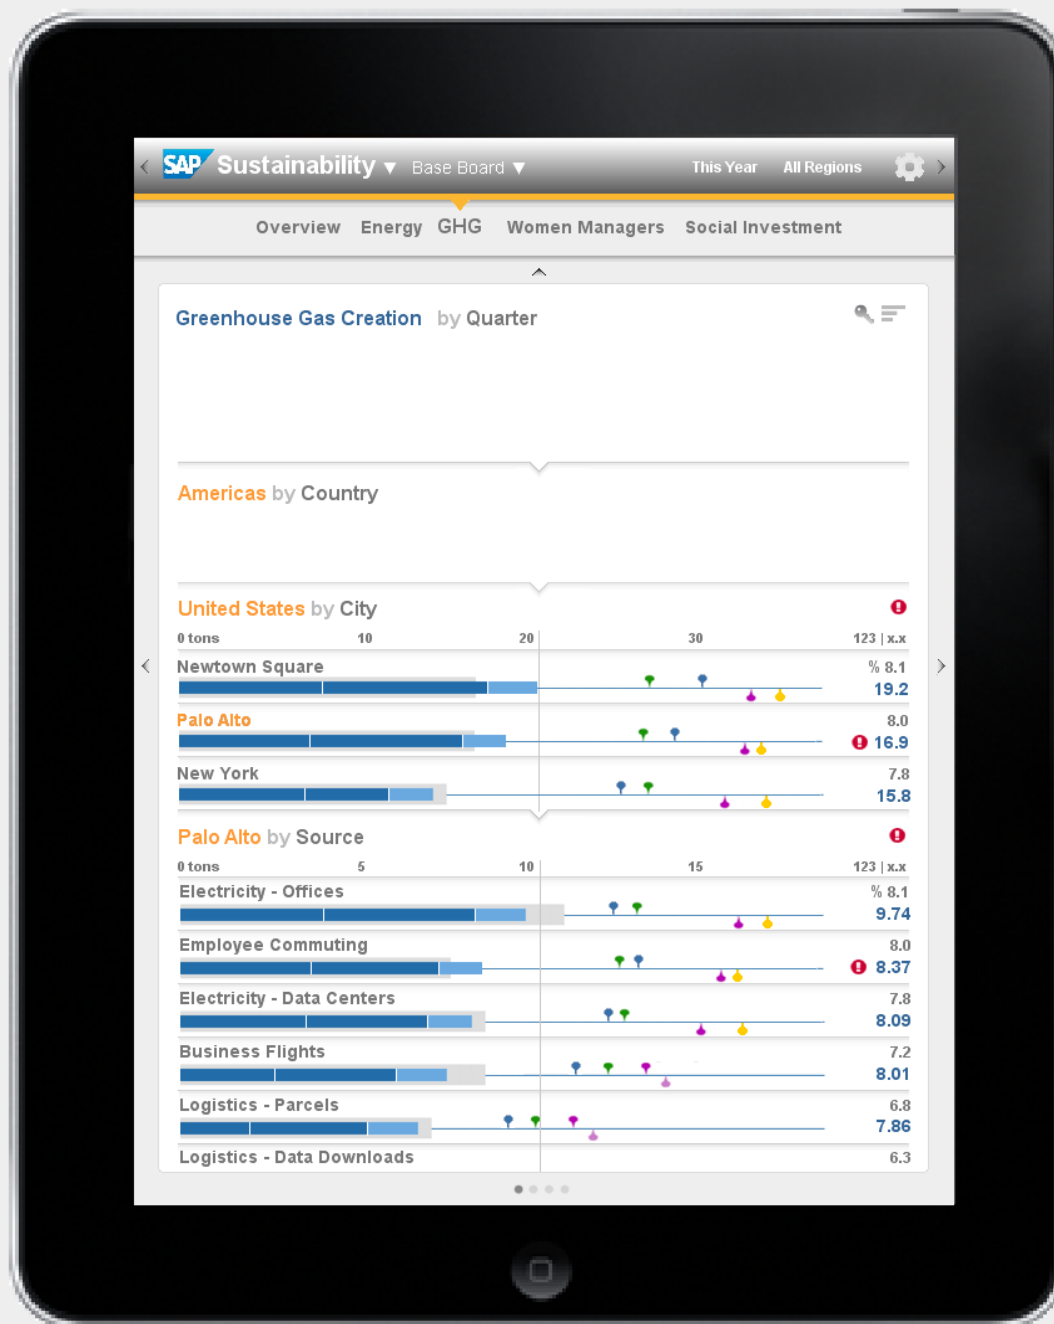 SAP Sustainability ▼ Base Board ▼ This Year All Regions
Overview Energy GHG Women Managers Social Investment
Greenhouse Gas Creation by Quarter
Americas by Country
United States by City
0 tons 10 20 30 123 | x.x
Newtown Square % 8.1
19.2
Palo Alto 8.0
16.9
New York 7.8
15.8
Palo Alto by Source
0 tons 5 10 15 123 | x.x
Electricity - Offices % 8.1
9.74
Employee Commuting 8.0
8.37
Electricity - Data Centers 7.8
8.09
Business Flights 7.2
8.01
Logistics - Parcels 6.8
7.86
Logistics - Data Downloads 6.3